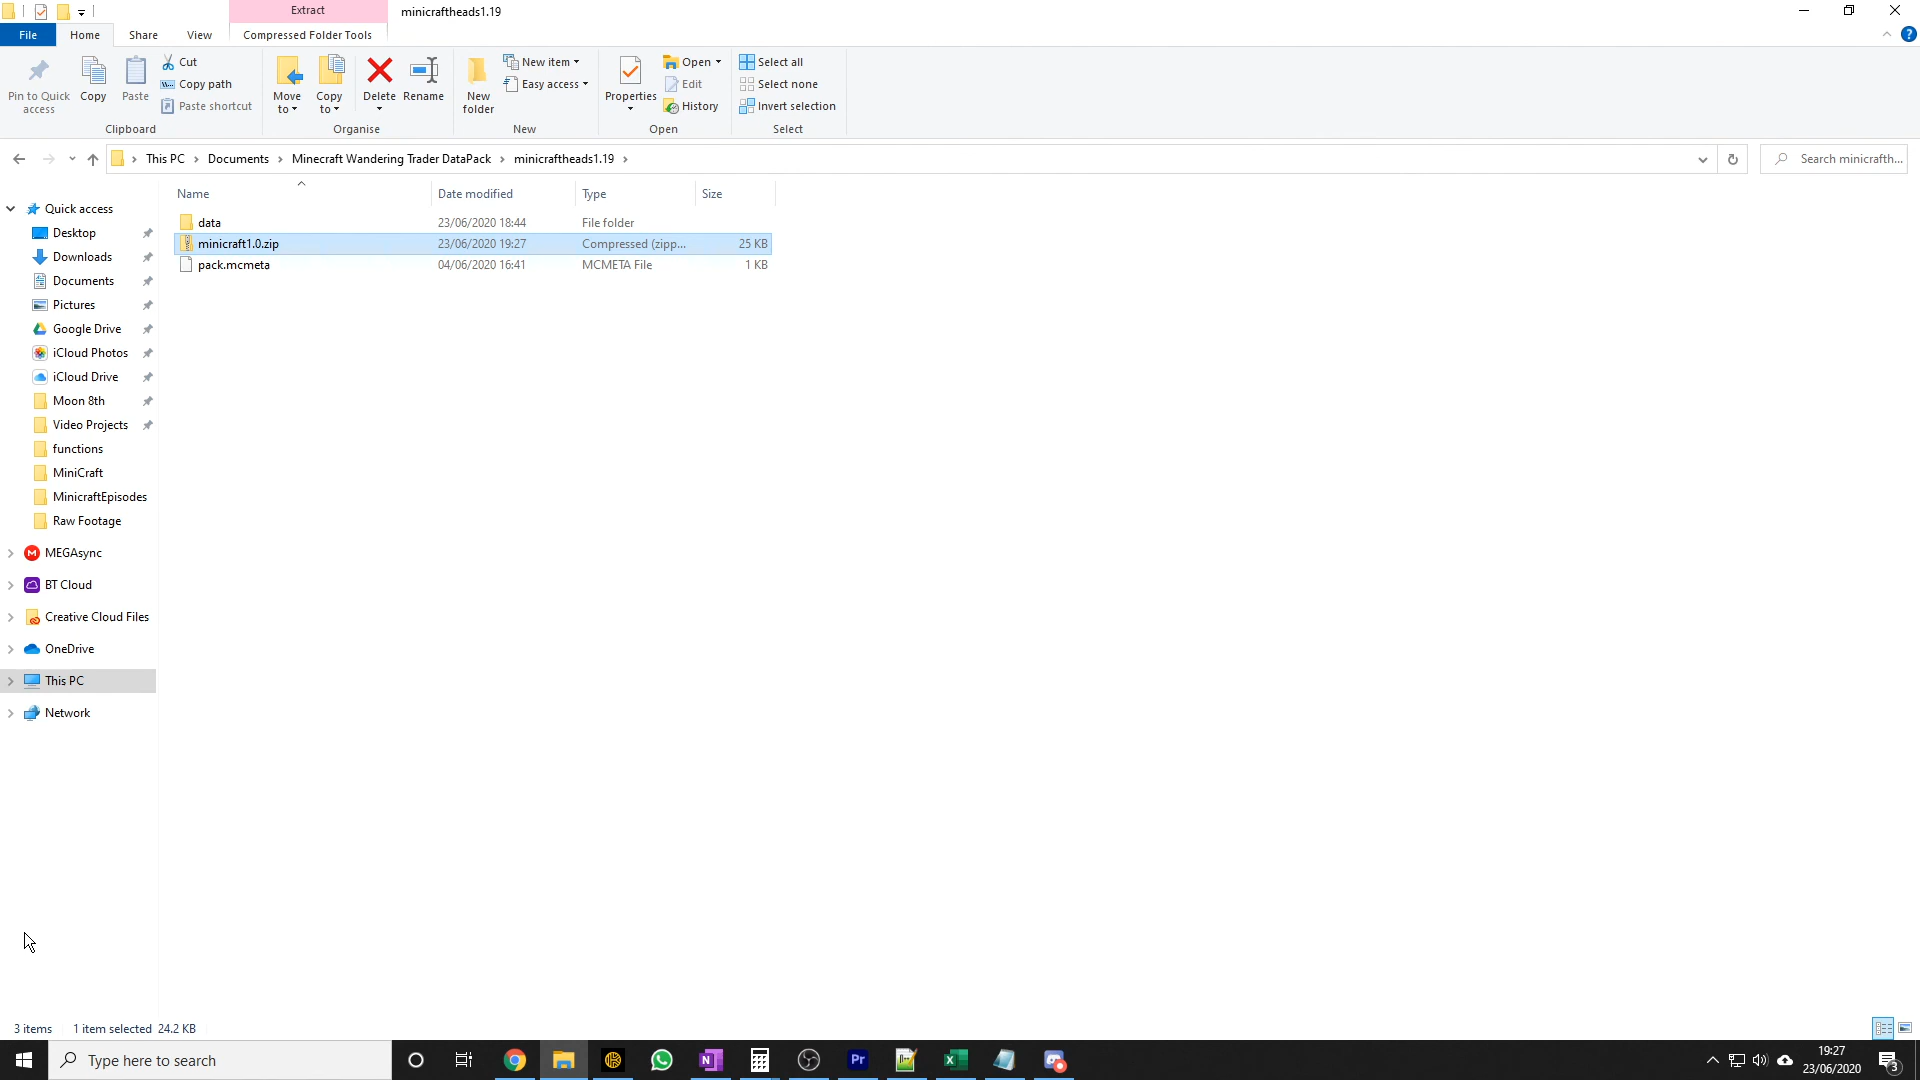 Extract
minicraftheads1.19
File
Home
Share
View
Compressed Folder Tools
Pin to Quick
access
Copy
Paste
Cut
Copy path
Paste shortcut
Clipboard
Move
to
Copy
to
Delete
Rename
Organise
New
folder
New item
Easy access
New
Properties
Open
Edit
History
Open
Select all
Select none
Invert selection
Select
This PC
Documents
Minecraft Wandering Trader DataPack
minicraftheads1.19
Search minicrafth...
Name
Date modified
Type
Size
data 23/06/2020 18:44 File folder
minicraft1.0.zip 23/06/2020 19:27 Compressed (zipp... 25 KB
pack.mcmeta 04/06/2020 16:41 MCMETA File 1 KB
Quick access
Desktop
Downloads
Documents
Pictures
Google Drive
iCloud Photos
iCloud Drive
Moon 8th
Video Projects
functions
MiniCraft
MinicraftEpisodes
Raw Footage
MEGAsync
BT Cloud
Creative Cloud Files
OneDrive
This PC
Network
3 items 1 item selected 24.2 KB
Type here to search
N
Pr
X
19:27
23/06/2020
3